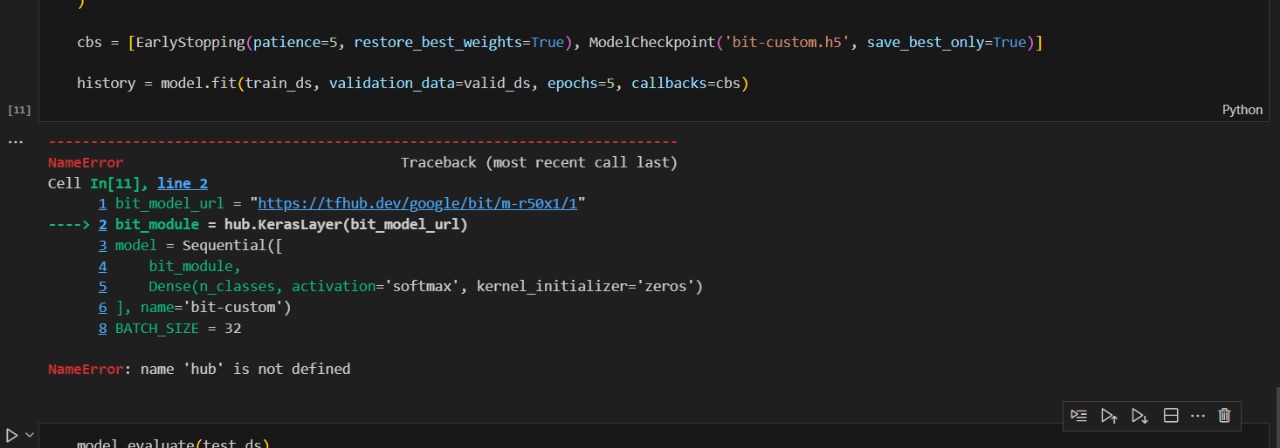 )
cbs = [EarlyStopping(patience=5, restore_best_weights=True), ModelCheckpoint('bit-custom.h5', save_best_only=True)]
history = model.fit(train_ds, validation_data=valid_ds, epochs=5, callbacks=cbs)
[11]
Python
...
---------------------------------------------------------------------------
NameError                                 Traceback (most recent call last)
Cell In[11], line 2
      1 bit_model_url = "https://tfhub.dev/google/bit/m-r50x1/1"
----> 2 bit_module = hub.KerasLayer(bit_model_url)
      3 model = Sequential([
      4     bit_module,
      5     Dense(n_classes, activation='softmax', kernel_initializer='zeros')
      6 ], name='bit-custom')
      8 BATCH_SIZE = 32
NameError: name 'hub' is not defined
model.evaluate(test_ds)